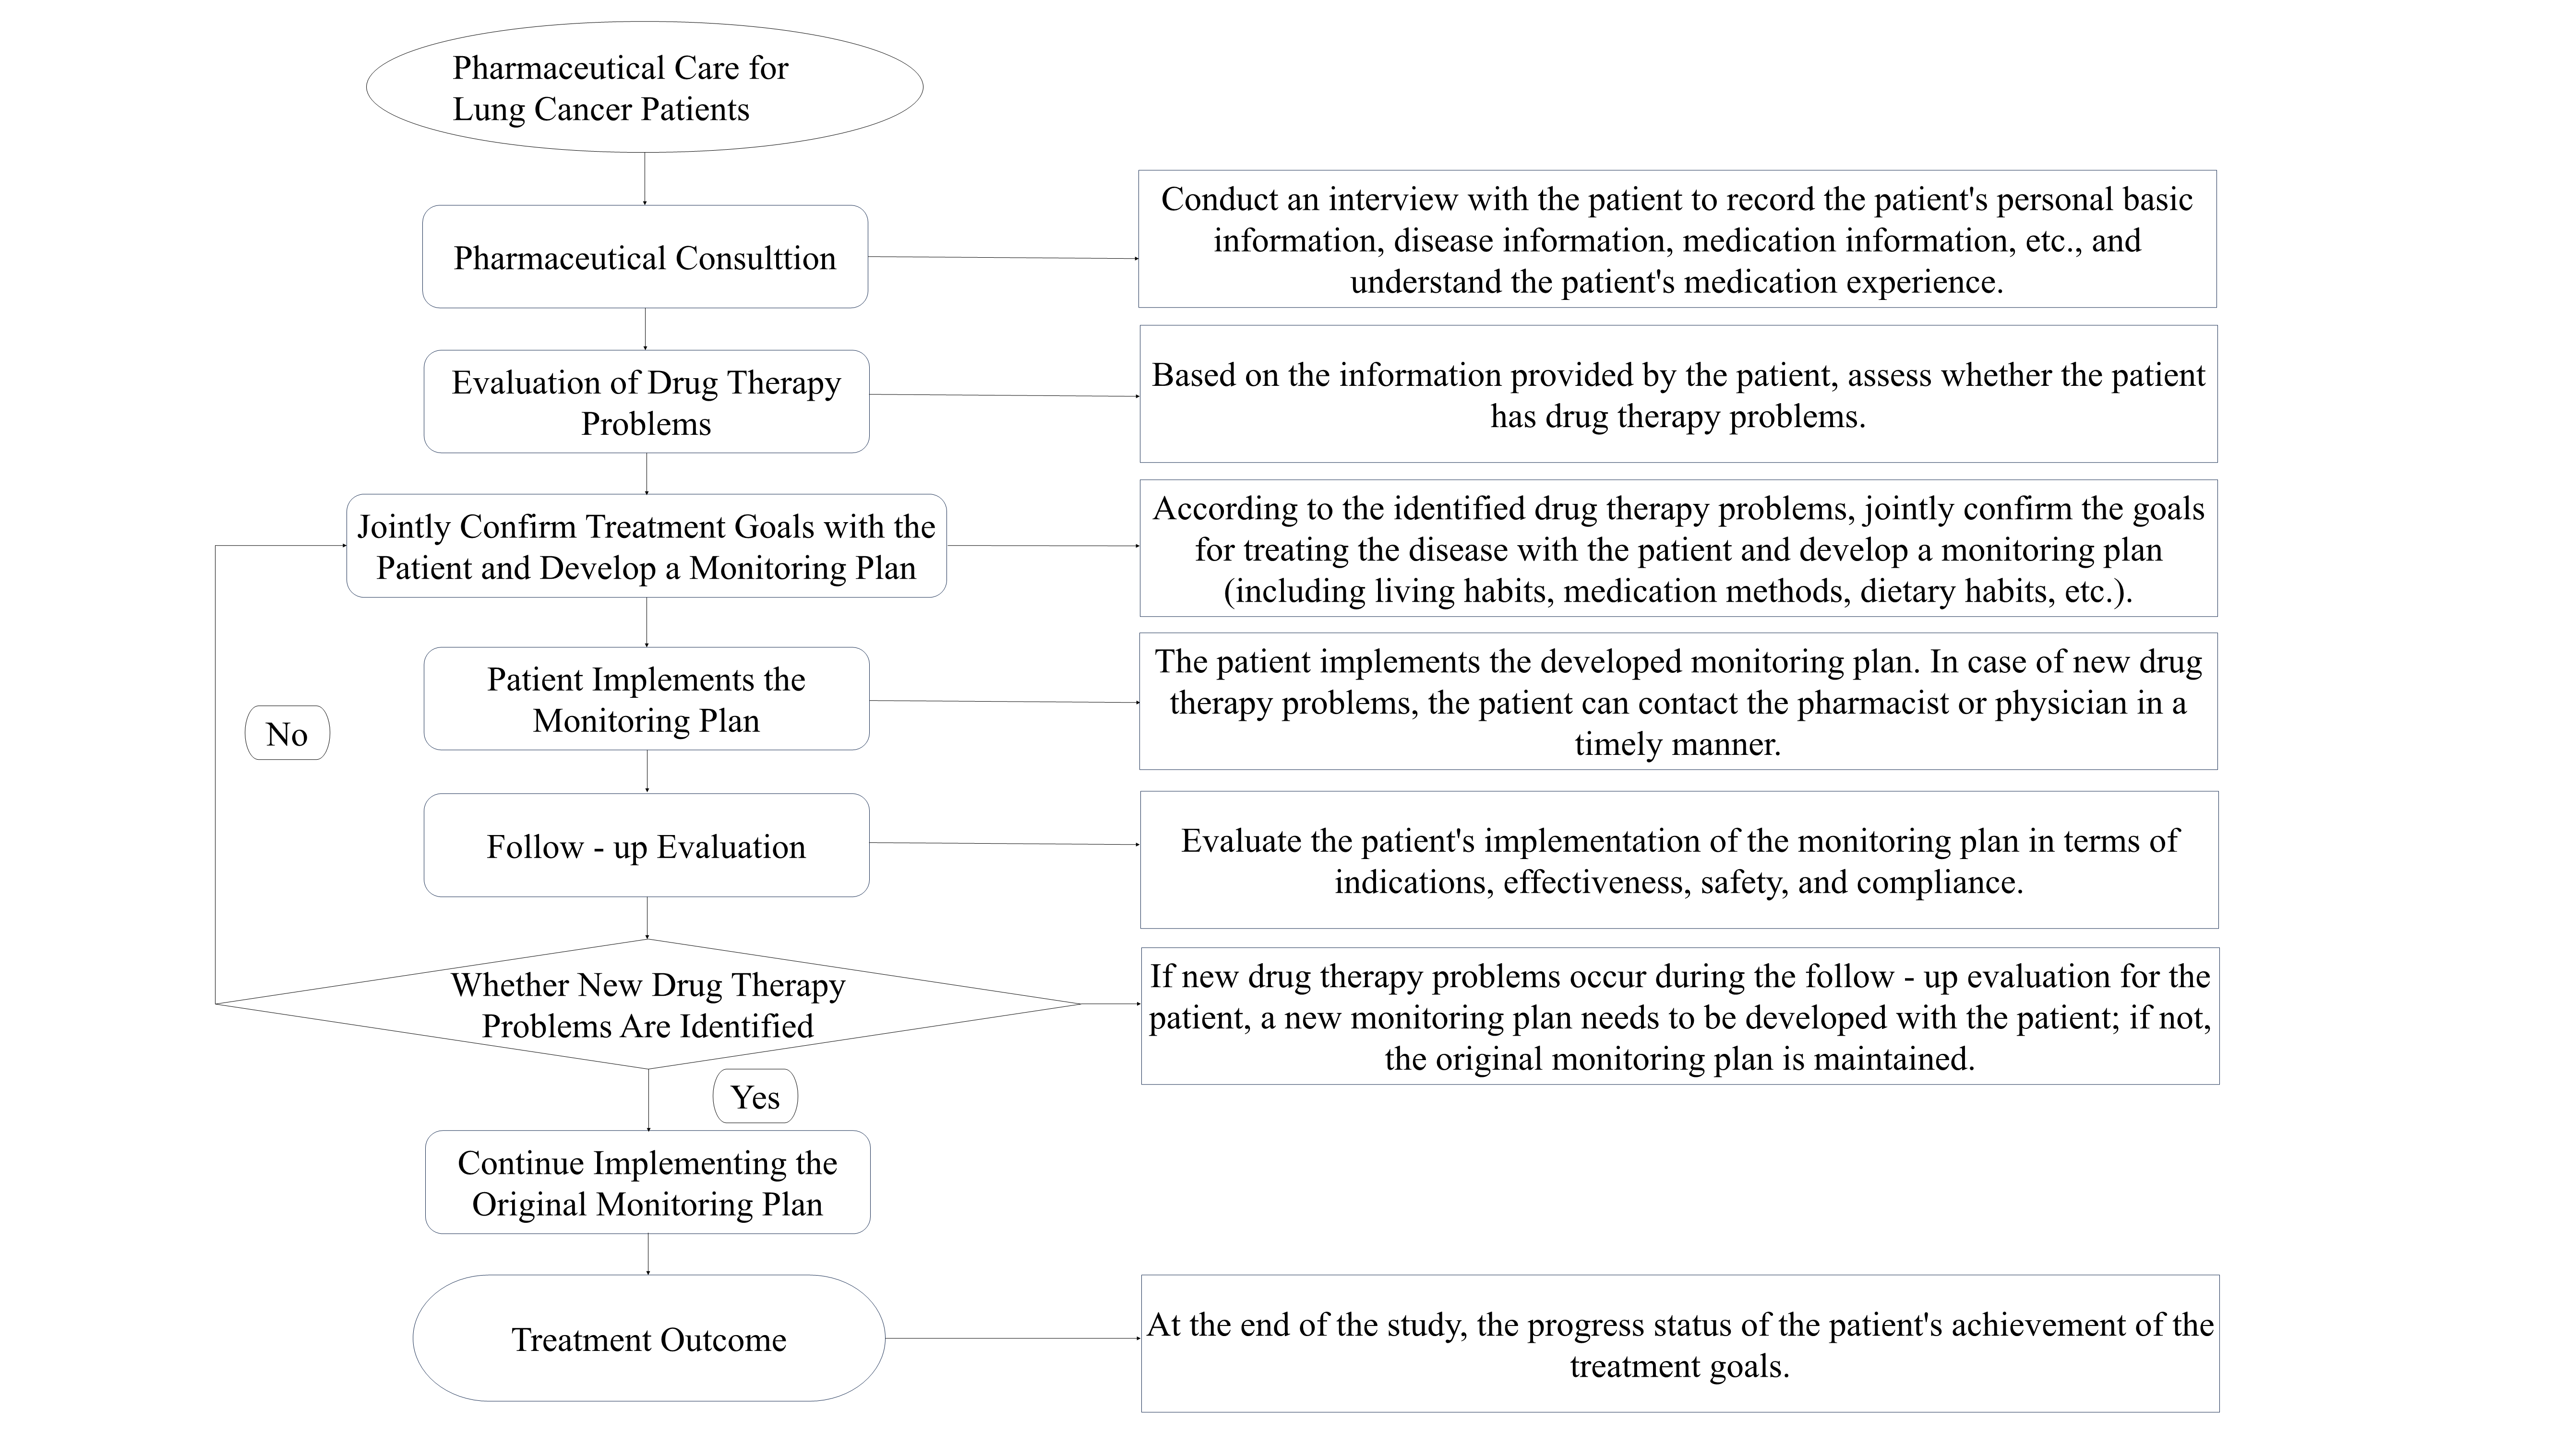 Pharmaceutical Care for
Lung Cancer Patients
Pharmaceutical Consulttion
Conduct an interview with the patient to record the patient's personal basic
information, disease information, medication information, etc., and
understand the patient's medication experience.
Evaluation of Drug Therapy
Problems
Based on the information provided by the patient, assess whether the patient
has drug therapy problems.
Jointly Confirm Treatment Goals with the
Patient and Develop a Monitoring Plan
According to the identified drug therapy problems, jointly confirm the goals
for treating the disease with the patient and develop a monitoring plan
(including living habits, medication methods, dietary habits, etc.).
Patient Implements the
Monitoring Plan
The patient implements the developed monitoring plan. In case of new drug
therapy problems, the patient can contact the pharmacist or physician in a
timely manner.
No
Follow - up Evaluation
Evaluate the patient's implementation of the monitoring plan in terms of
indications, effectiveness, safety, and compliance.
Whether New Drug Therapy
Problems Are Identified
If new drug therapy problems occur during the follow - up evaluation for the
patient, a new monitoring plan needs to be developed with the patient; if not,
the original monitoring plan is maintained.
Yes
Continue Implementing the
Original Monitoring Plan
Treatment Outcome
At the end of the study, the progress status of the patient's achievement of the
treatment goals.